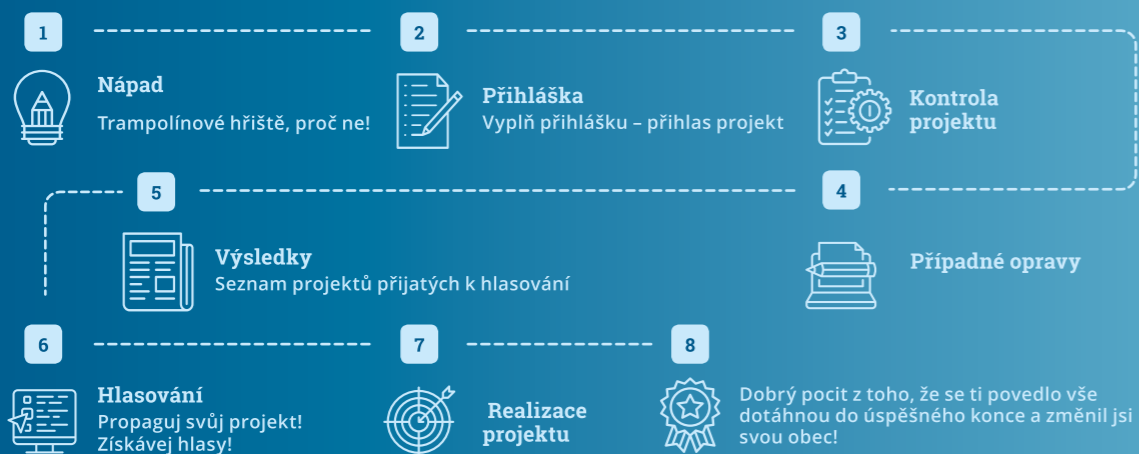 1
Nápad
Trampolínové hřiště, proč ne!
2
Přihláška
Vyplň přihlášku – přihlas projekt
3
Kontrola
projektu
4
Případné opravy
5
Výsledky
Seznam projektů přijatých k hlasování
6
Hlasování
Propaguj svůj projekt!
Získávej hlasy!
7
Realizace
projektu
8
Dobrý pocit z toho, že se ti povedlo vše
dotáhnou do úspěšného konce a změnil jsi
svou obec!